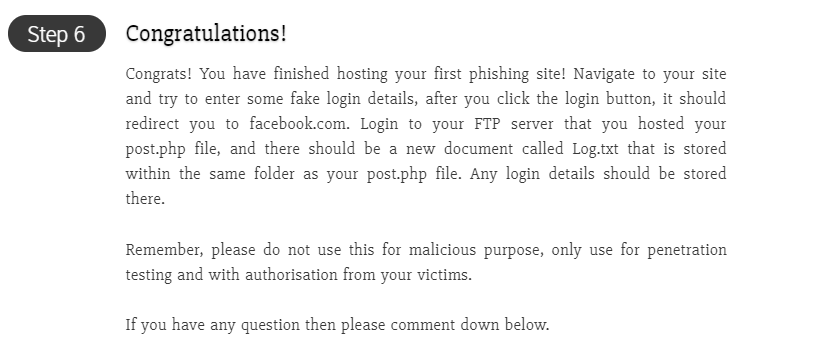 Step 6 Congratulations!
Congrats! You have finished hosting your first phishing site! Navigate to your site
and try to enter some fake login details, after you click the login button, it should
redirect you to facebook.com. Login to your FTP server that you hosted your
post.php file, and there should be a new document called Log.txt that is stored
within the same folder as your post.php file. Any login details should be stored
there.
Remember, please do not use this for malicious purpose, only use for penetration
testing and with authorisation from your victims.
If you have any question then please comment down below.